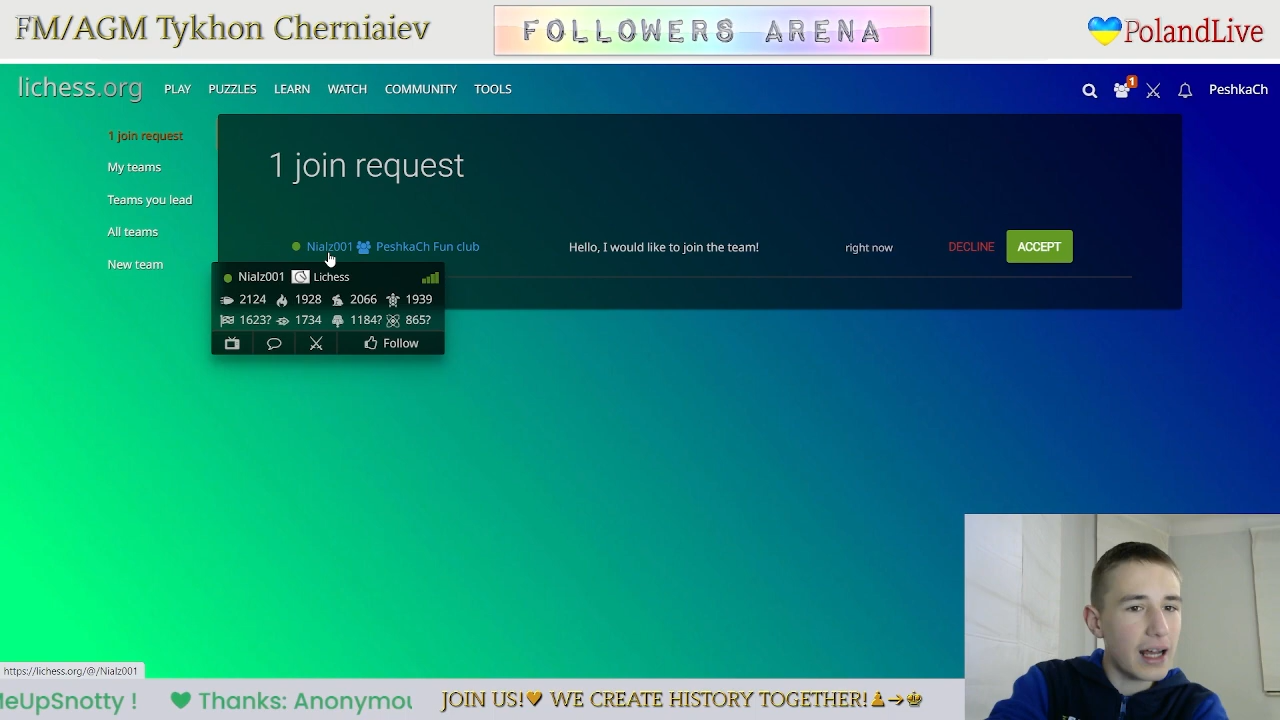 FM/AGM Tykhon Cherniaiev
FOLLOWERS ARENA
PolandLive
lichess.org PLAY PUZZLES LEARN WATCH COMMUNITY TOOLS
1 PeshkaCh
1 join request
My teams
Teams you lead
All teams
New team
1 join request
Nialz001 PeshkaCh Fun club Hello, I would like to join the team! right now DECLINE ACCEPT
Nialz001 Lichess
2124 1928 2066 1939
1623? 1734 1184? 865?
Follow
https://lichess.org/@/Nialz001
MeUpSnotty ! Thanks: Anonymou
JOIN US! WE CREATE HISTORY TOGETHER!